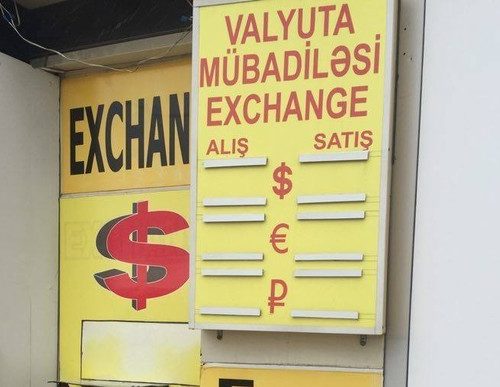 VALYUTA
MÜBADİLƏSİ
EXCHANGE
ALIŞ SATIŞ
$
€
₽
EXCHAN
$